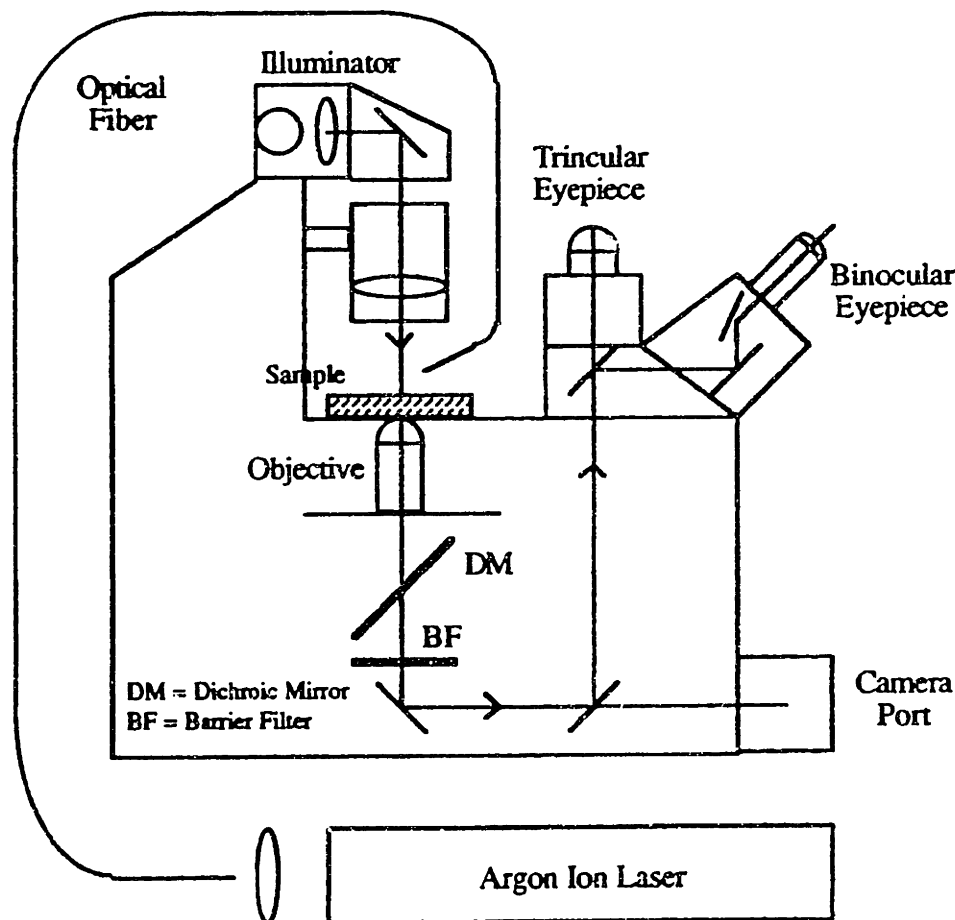 Illuminator
Optical
Fiber
Trincular
Eyepiece
Binocular
Eyepiece
Sample
Objective
DM
BF
DM = Dichroic Mirror
BF = Barrier Filter
Camera
Port
Argon Ion Laser